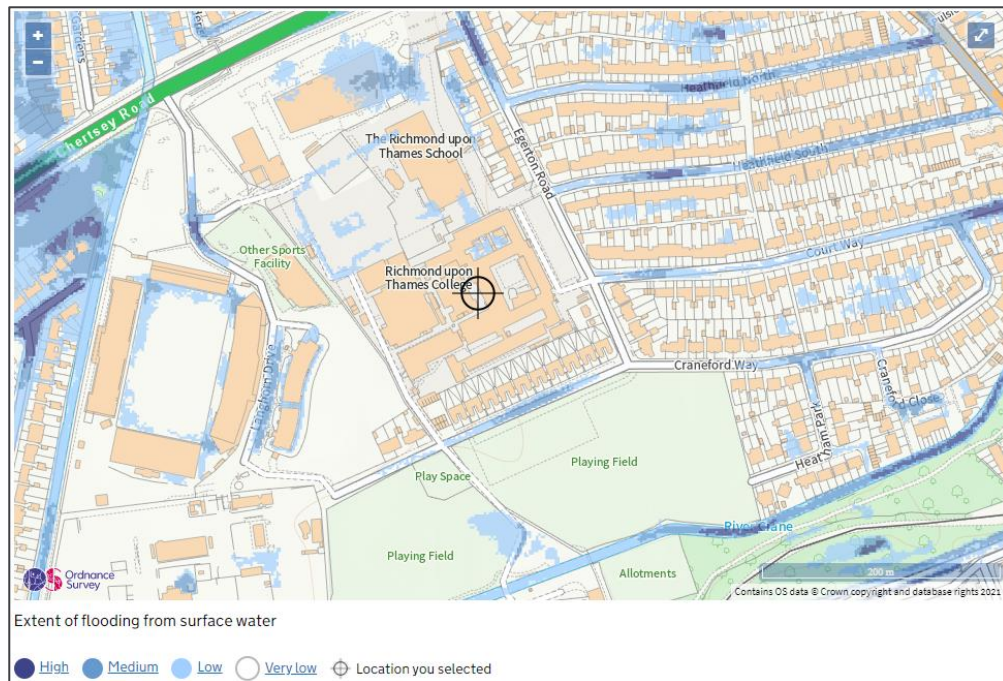 +
−
Gardens
Chertsey Road
Heathfield North
The Richmond upon
Thames School
Egerton Road
Heathfield South
Other Sports
Facility
Court Way
Richmond upon
Thames College
Langhorn Drive
Craneford Way
Craneford Close
Heatham Park
Play Space
Playing Field
River Crane
Playing Field
Allotments
Ordnance
Survey
200 m
Contains OS data © Crown copyright and database rights 2021
Extent of flooding from surface water
High Medium Low Very low Location you selected